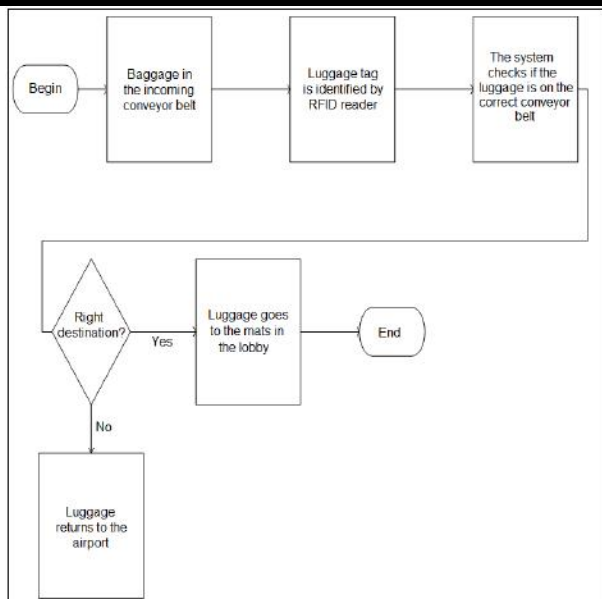 Begin
Baggage in
the incoming
conveyor belt
Luggage tag
is identified by
RFID reader
The system
checks if the
luggage is on the
correct conveyor
belt
Right
destination?
Yes
Luggage goes
to the mats in
the lobby
End
No
Luggage
returns to the
airport